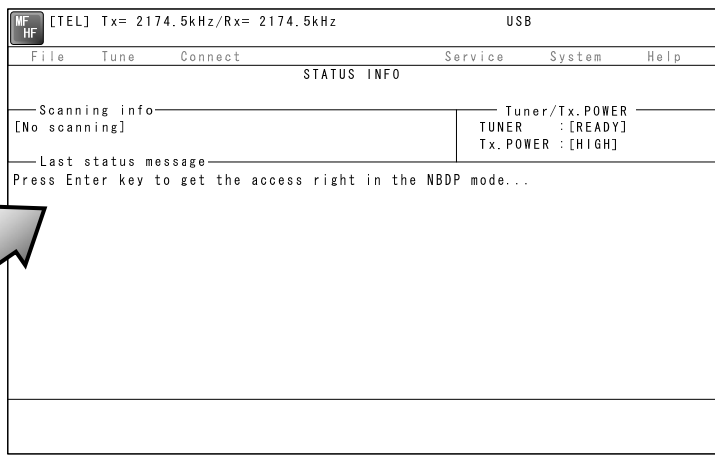 MF HF [TEL] Tx= 2174.5kHz/Rx= 2174.5kHz USB
File Tune Connect Service System Help
STATUS INFO
Scanning info Tuner/Tx.POWER
[No scanning] TUNER :[READY]
Tx.POWER :[HIGH]
Last status message
Press Enter key to get the access right in the NBDP mode...